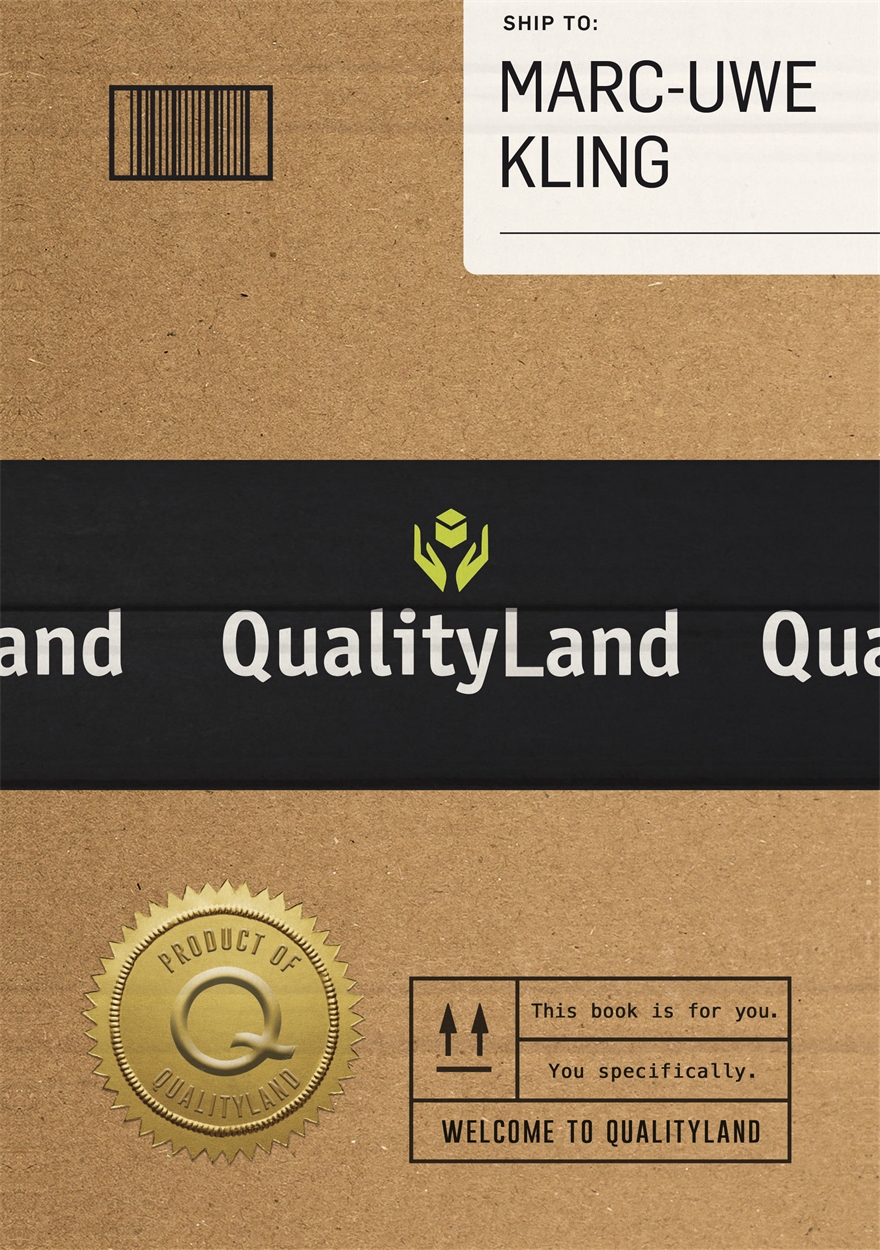 SHIP TO:
MARC-UWE
KLING
and QualityLand Qua
PRODUCT OF
Q
QUALITYLAND
This book is for you.
You specifically.
WELCOME TO QUALITYLAND